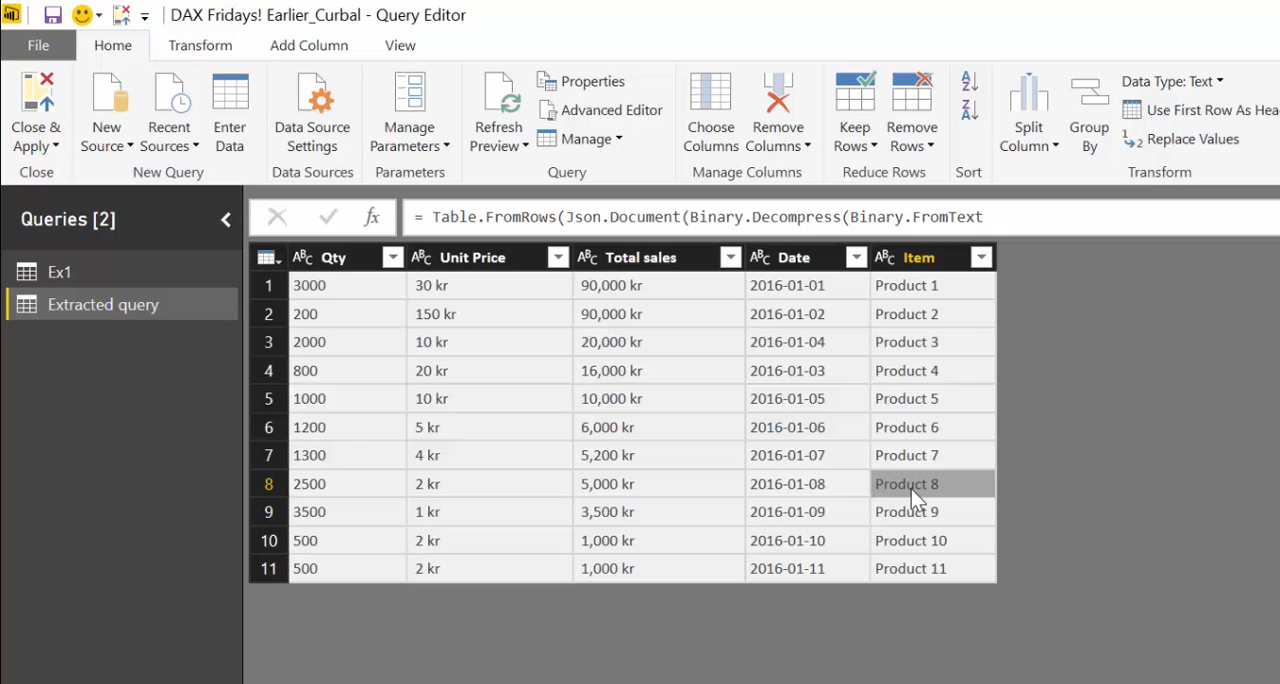 DAX Fridays! Earlier_Curbal - Query Editor
File Home Transform Add Column View
Close & Apply
New Source
Recent Sources
Enter Data
Data Source Settings
Manage Parameters
Refresh Preview
Properties
Advanced Editor
Manage
Choose Columns
Remove Columns
Keep Rows
Remove Rows
Split Column
Group By
Data Type: Text
Use First Row As Hea
Replace Values
Close New Query Data Sources Parameters Query Manage Columns Reduce Rows Sort Transform
Queries [2]
Ex1
Extracted query
fx = Table.FromRows(Json.Document(Binary.Decompress(Binary.FromText
Qty Unit Price Total sales Date Item
1 3000 30 kr 90,000 kr 2016-01-01 Product 1
2 200 150 kr 90,000 kr 2016-01-02 Product 2
3 2000 10 kr 20,000 kr 2016-01-04 Product 3
4 800 20 kr 16,000 kr 2016-01-03 Product 4
5 1000 10 kr 10,000 kr 2016-01-05 Product 5
6 1200 5 kr 6,000 kr 2016-01-06 Product 6
7 1300 4 kr 5,200 kr 2016-01-07 Product 7
8 2500 2 kr 5,000 kr 2016-01-08 Product 8
9 3500 1 kr 3,500 kr 2016-01-09 Product 9
10 500 2 kr 1,000 kr 2016-01-10 Product 10
11 500 2 kr 1,000 kr 2016-01-11 Product 11